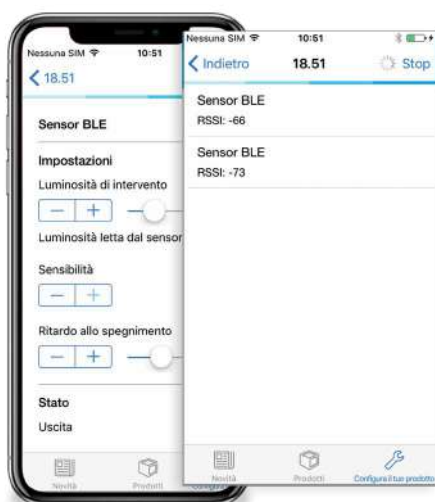 Nessuna SIM 10:51
18.51
Sensor BLE
Impostazioni
Luminosità di intervento
− +
Luminosità letta dal sensor
Sensibilità
− +
Ritardo allo spegnimento
− +
Stato
Uscita
Novità Prodotti Configura
Nessuna SIM 10:51
Indietro 18.51 Stop
Sensor BLE
RSSI: -66
Sensor BLE
RSSI: -73
Novità Prodotti Configura il tuo prodotto